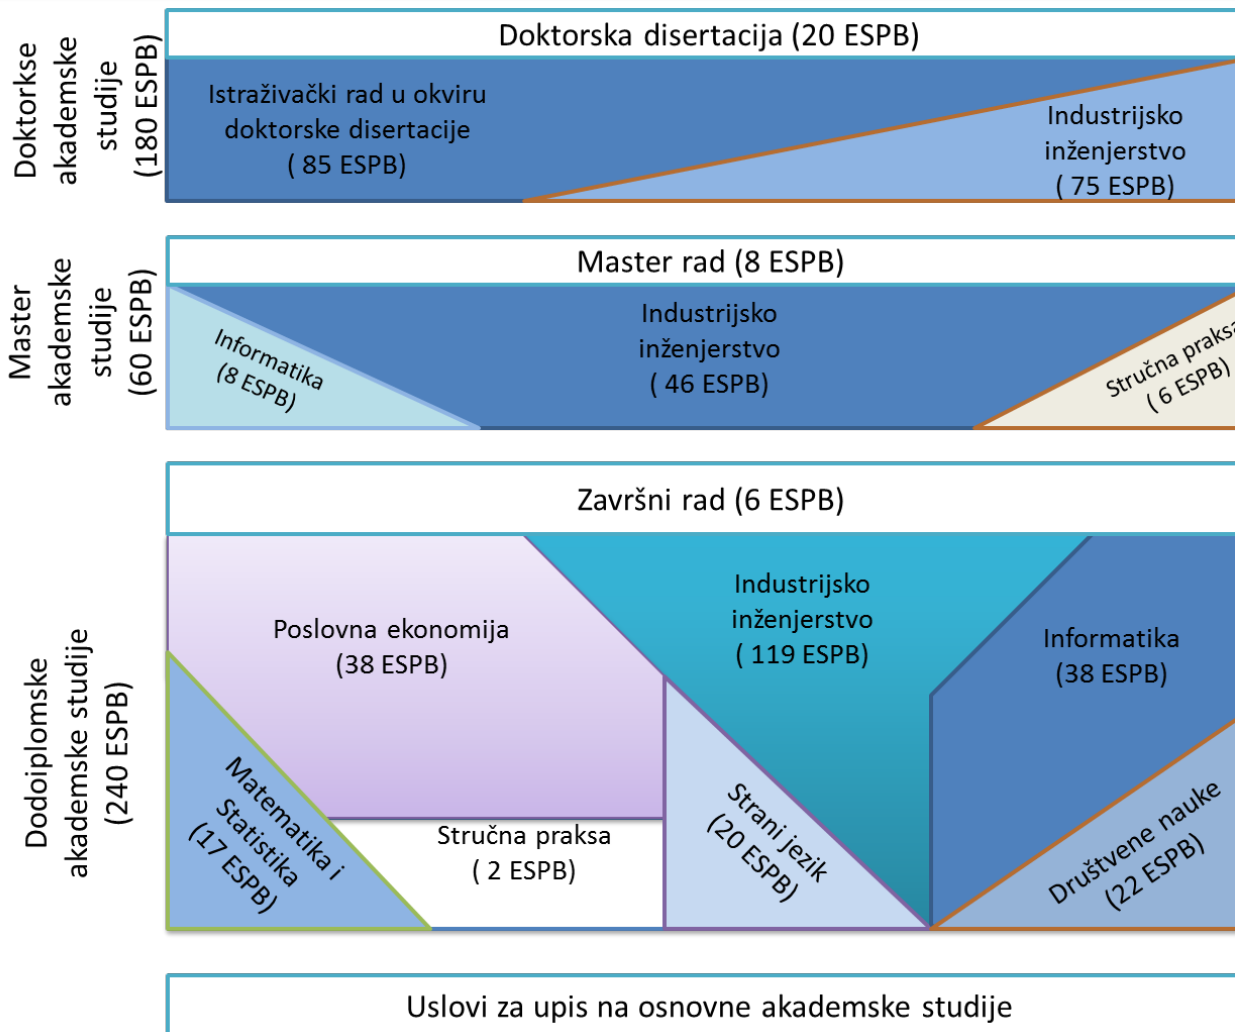 Doktorkse
akademske
studije
(180 ESPB)
Doktorska disertacija (20 ESPB)
Istraživački rad u okviru
doktorske disertacije
( 85 ESPB)
Industrijsko
inženjerstvo
( 75 ESPB)
Master
akademske
studije
(60 ESPB)
Master rad (8 ESPB)
Informatika
(8 ESPB)
Industrijsko
inženjerstvo
( 46 ESPB)
Stručna praksa
( 6 ESPB)
Dodoiplomske
akademske studije
(240 ESPB)
Završni rad (6 ESPB)
Poslovna ekonomija
(38 ESPB)
Industrijsko
inženjerstvo
( 119 ESPB)
Informatika
(38 ESPB)
Matematika i
Statistika
(17 ESPB)
Stručna praksa
( 2 ESPB)
Strani jezik
(20 ESPB)
Društvene nauke
(22 ESPB)
Uslovi za upis na osnovne akademske studije